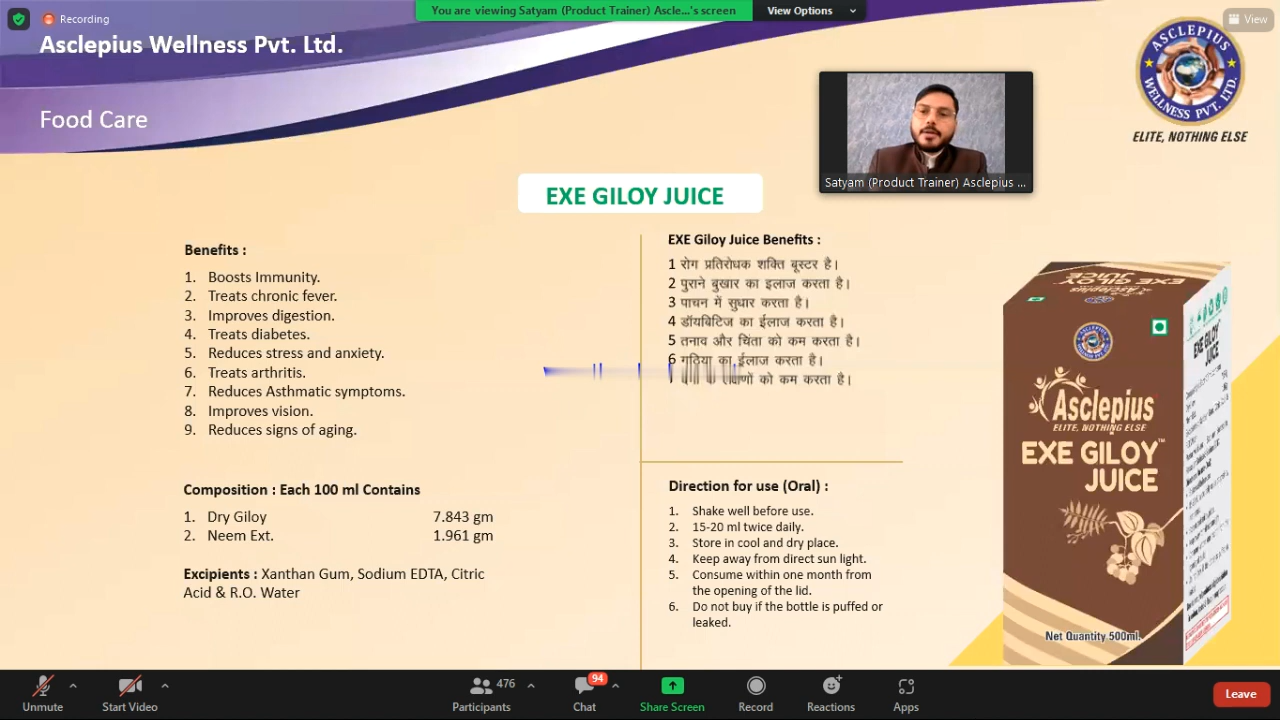 Recording
You are viewing Satyam (Product Trainer) Ascle...'s screen
View Options
View
Asclepius Wellness Pvt. Ltd.
Food Care
ASCLEPIUS
WELLNESS PVT. LTD.
ELITE, NOTHING ELSE
Satyam (Product Trainer) Asclepius ...
EXE GILOY JUICE
Benefits :
1. Boosts Immunity.
2. Treats chronic fever.
3. Improves digestion.
4. Treats diabetes.
5. Reduces stress and anxiety.
6. Treats arthritis.
7. Reduces Asthmatic symptoms.
8. Improves vision.
9. Reduces signs of aging.
Composition : Each 100 ml Contains
1. Dry Giloy 7.843 gm
2. Neem Ext. 1.961 gm
Excipients : Xanthan Gum, Sodium EDTA, Citric
Acid & R.O. Water
EXE Giloy Juice Benefits :
1 रोग प्रतिरोधक शक्ति बूस्टर है।
2 पुराने बुखार का इलाज करता है।
3 पाचन में सुधार करता है।
4 डॉयबिटिज का ईलाज करता है।
5 तनाव और चिंता को कम करता है।
6 गठिया का ईलाज करता है।
को कम करता है।
Direction for use (Oral) :
1. Shake well before use.
2. 15-20 ml twice daily.
3. Store in cool and dry place.
4. Keep away from direct sun light.
5. Consume within one month from
the opening of the lid.
6. Do not buy if the bottle is puffed or
leaked.
EXE GILOY
JUICE
Asclepius
Asclepius
ELITE, NOTHING ELSE
EXE GILOY™
JUICE
Net Quantity 500ml.
EXE GILOY
JUICE
Unmute
Start Video
476
Participants
94
Chat
Share Screen
Record
Reactions
Apps
Leave